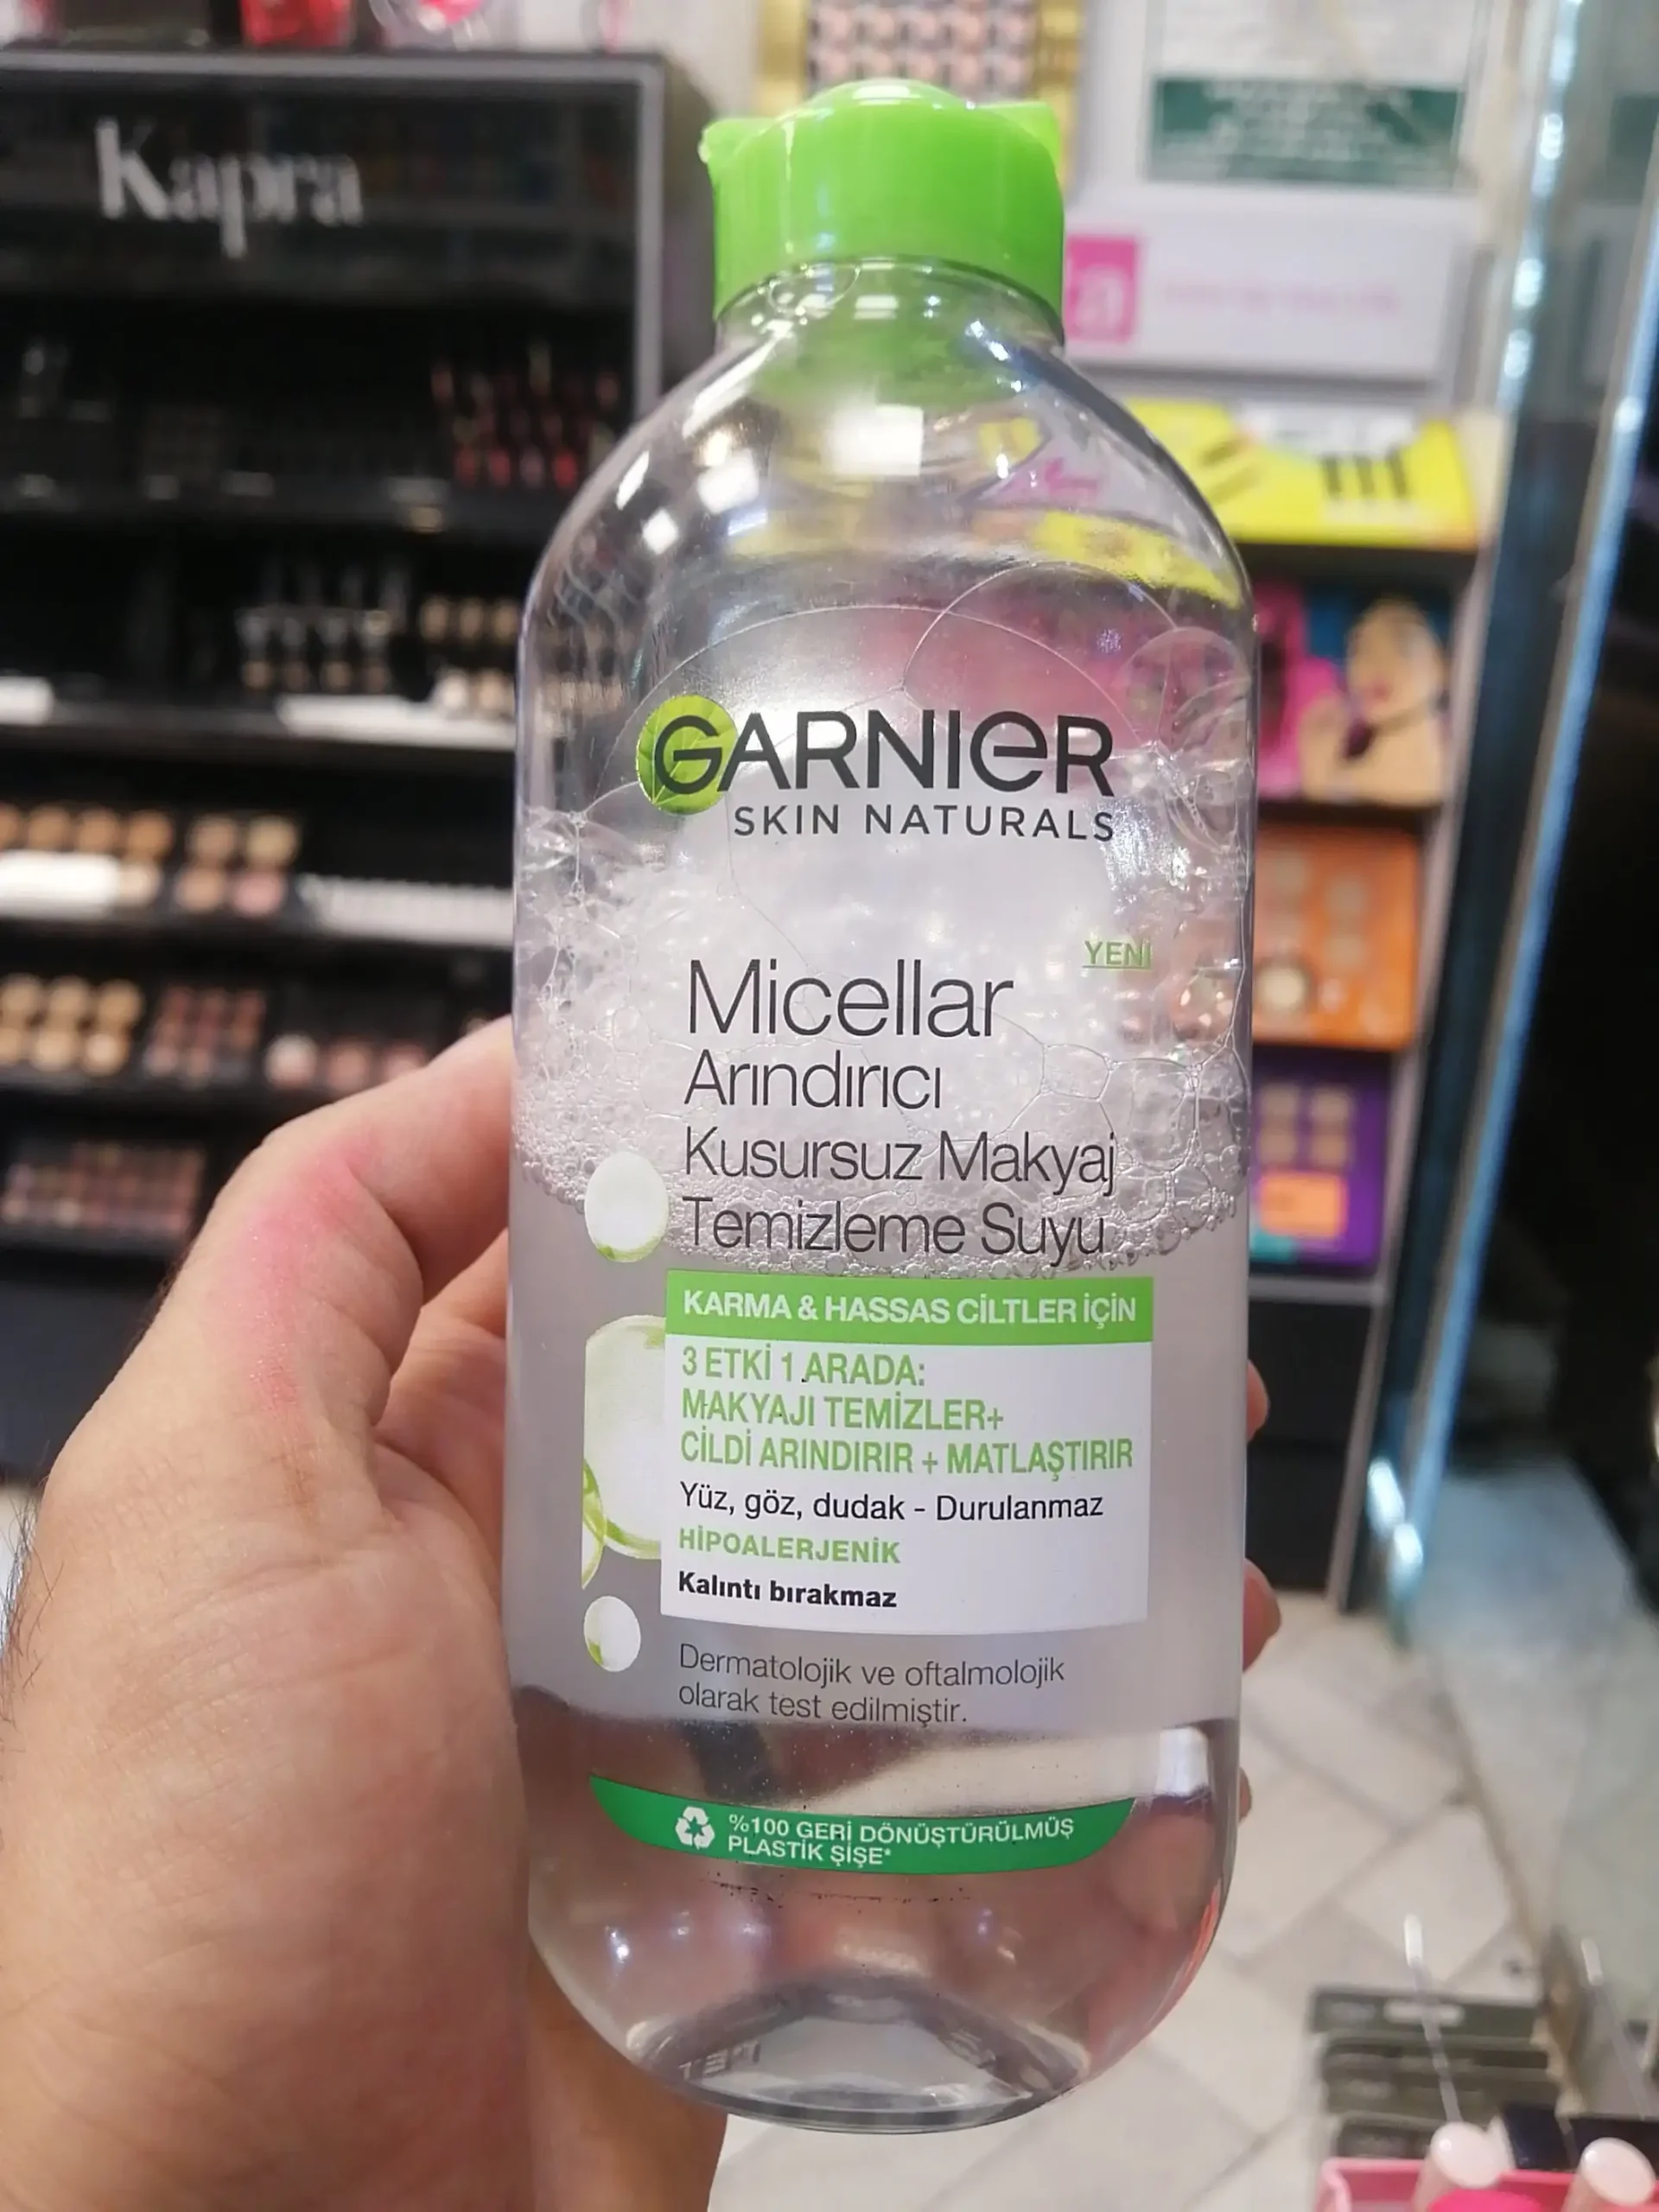 Kapra
GARNIER
SKIN NATURALS
YENİ
Micellar
Arındırıcı
Kusursuz Makyaj
Temizleme Suyu
KARMA & HASSAS CİLTLER İÇİN
3 ETKİ 1 ARADA:
MAKYAJI TEMİZLER+
CİLDİ ARINDIRIR + MATLAŞTIRIR
Yüz, göz, dudak - Durulanmaz
HİPOALERJENİK
Kalıntı bırakmaz
Dermatolojik ve oftalmolojik
olarak test edilmiştir.
%100 GERİ DÖNÜŞTÜRÜLMÜŞ
PLASTİK ŞİŞE*